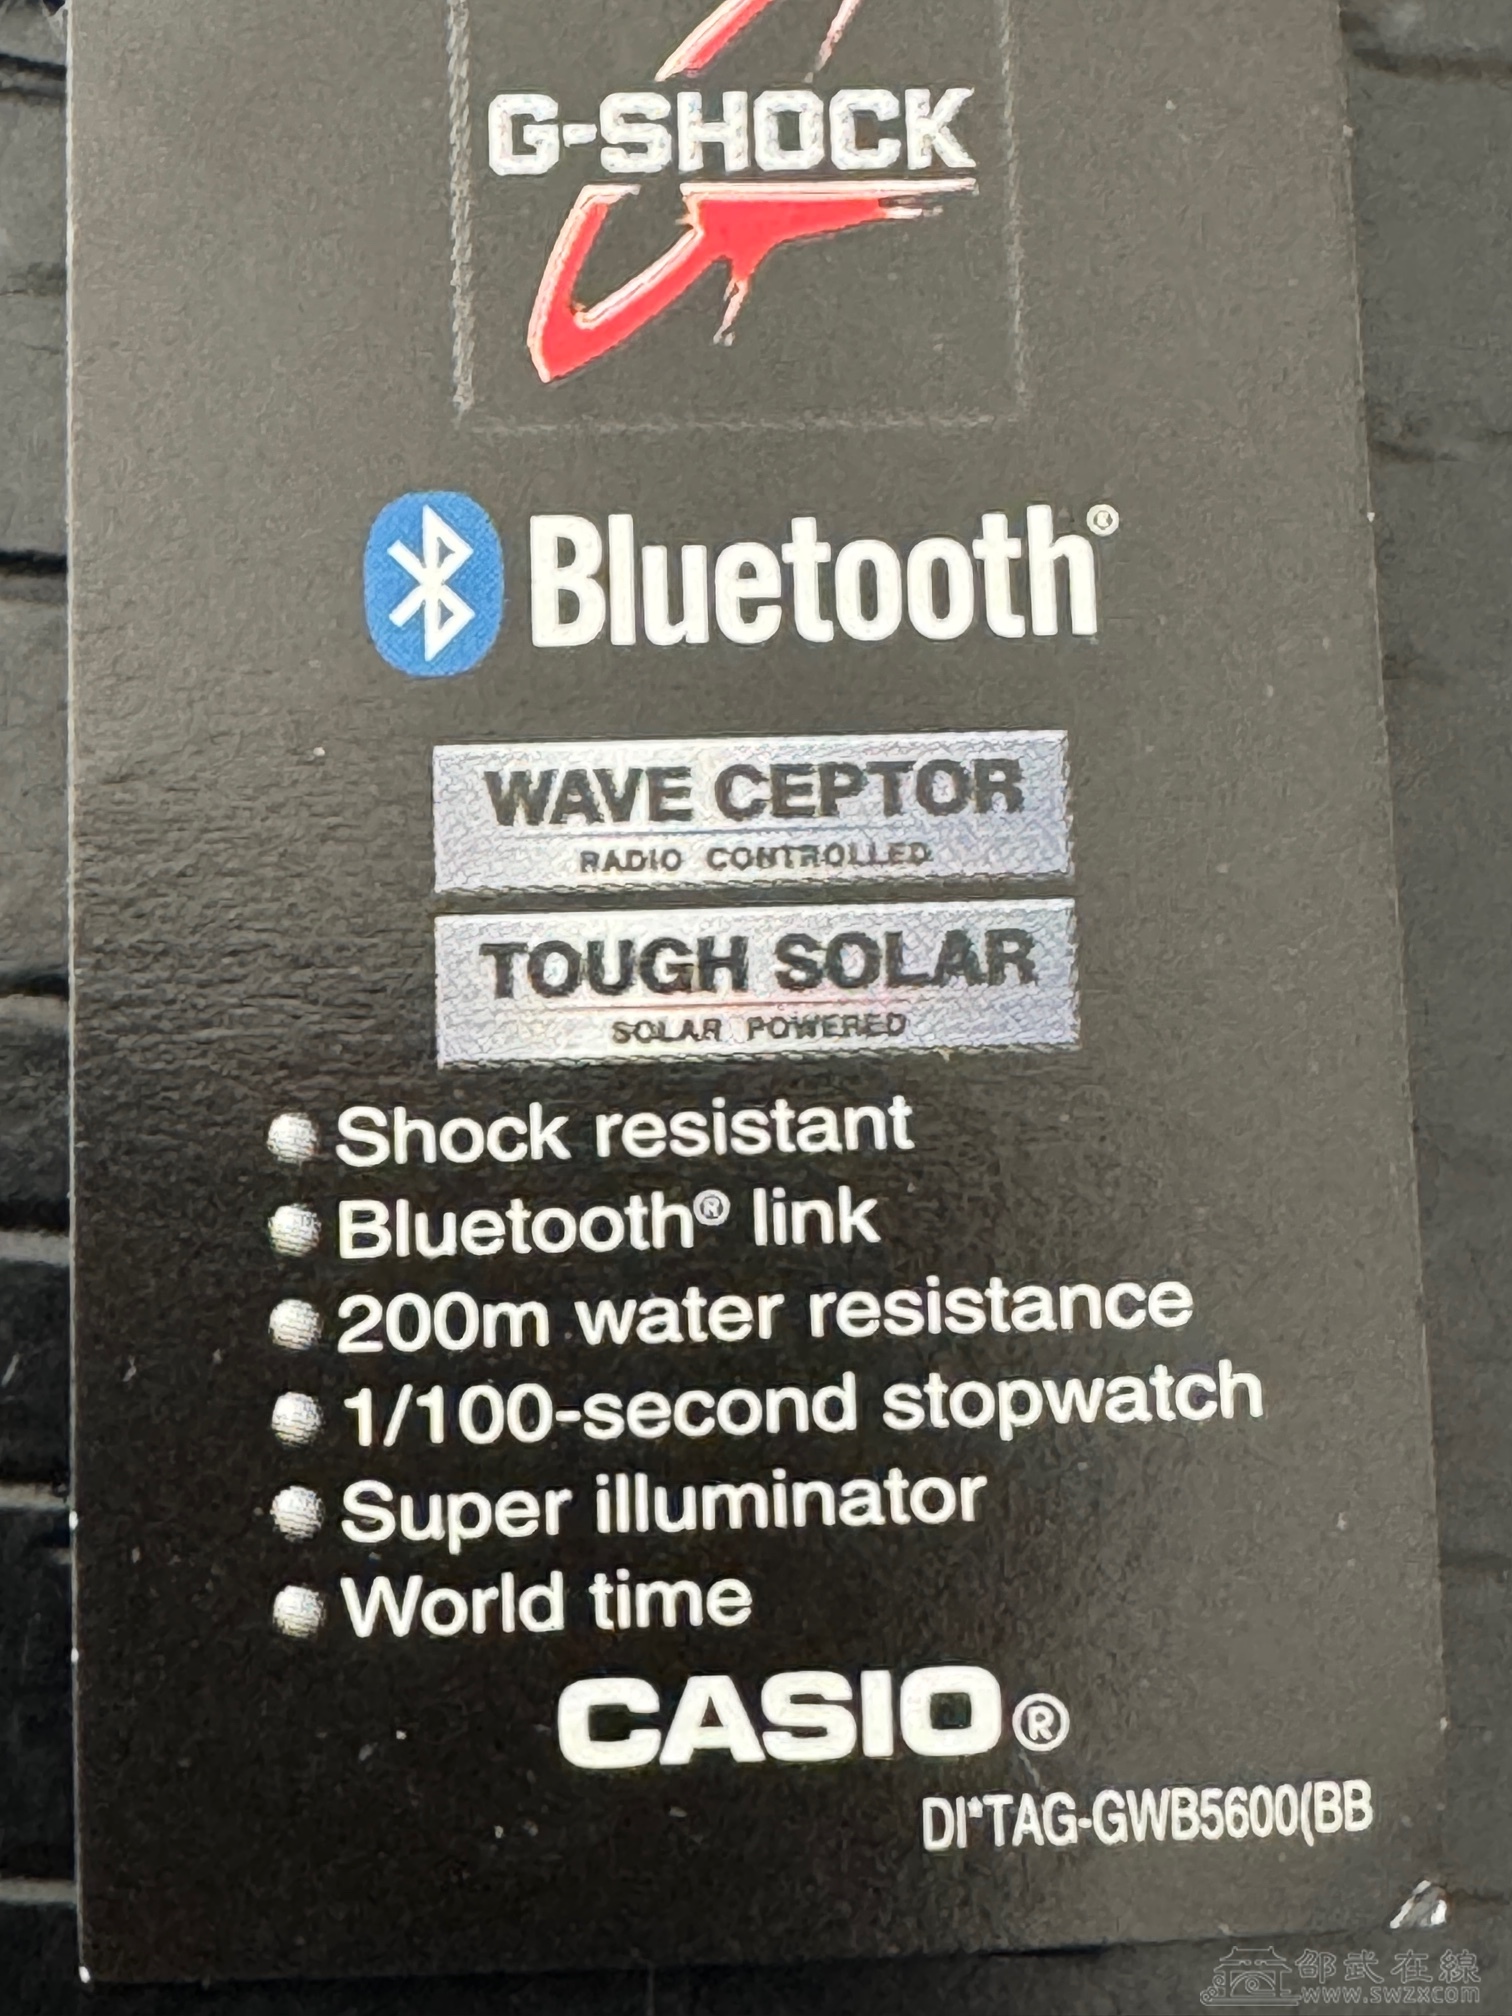 G-SHOCK
Bluetooth®
WAVE CEPTOR
RADIO CONTROLLED
TOUGH SOLAR
SOLAR POWERED
● Shock resistant
● Bluetooth® link
● 200m water resistance
● 1/100-second stopwatch
● Super illuminator
● World time
CASIO®
DI*TAG-GWB5600(BB
邵武在線
www.swzx.com